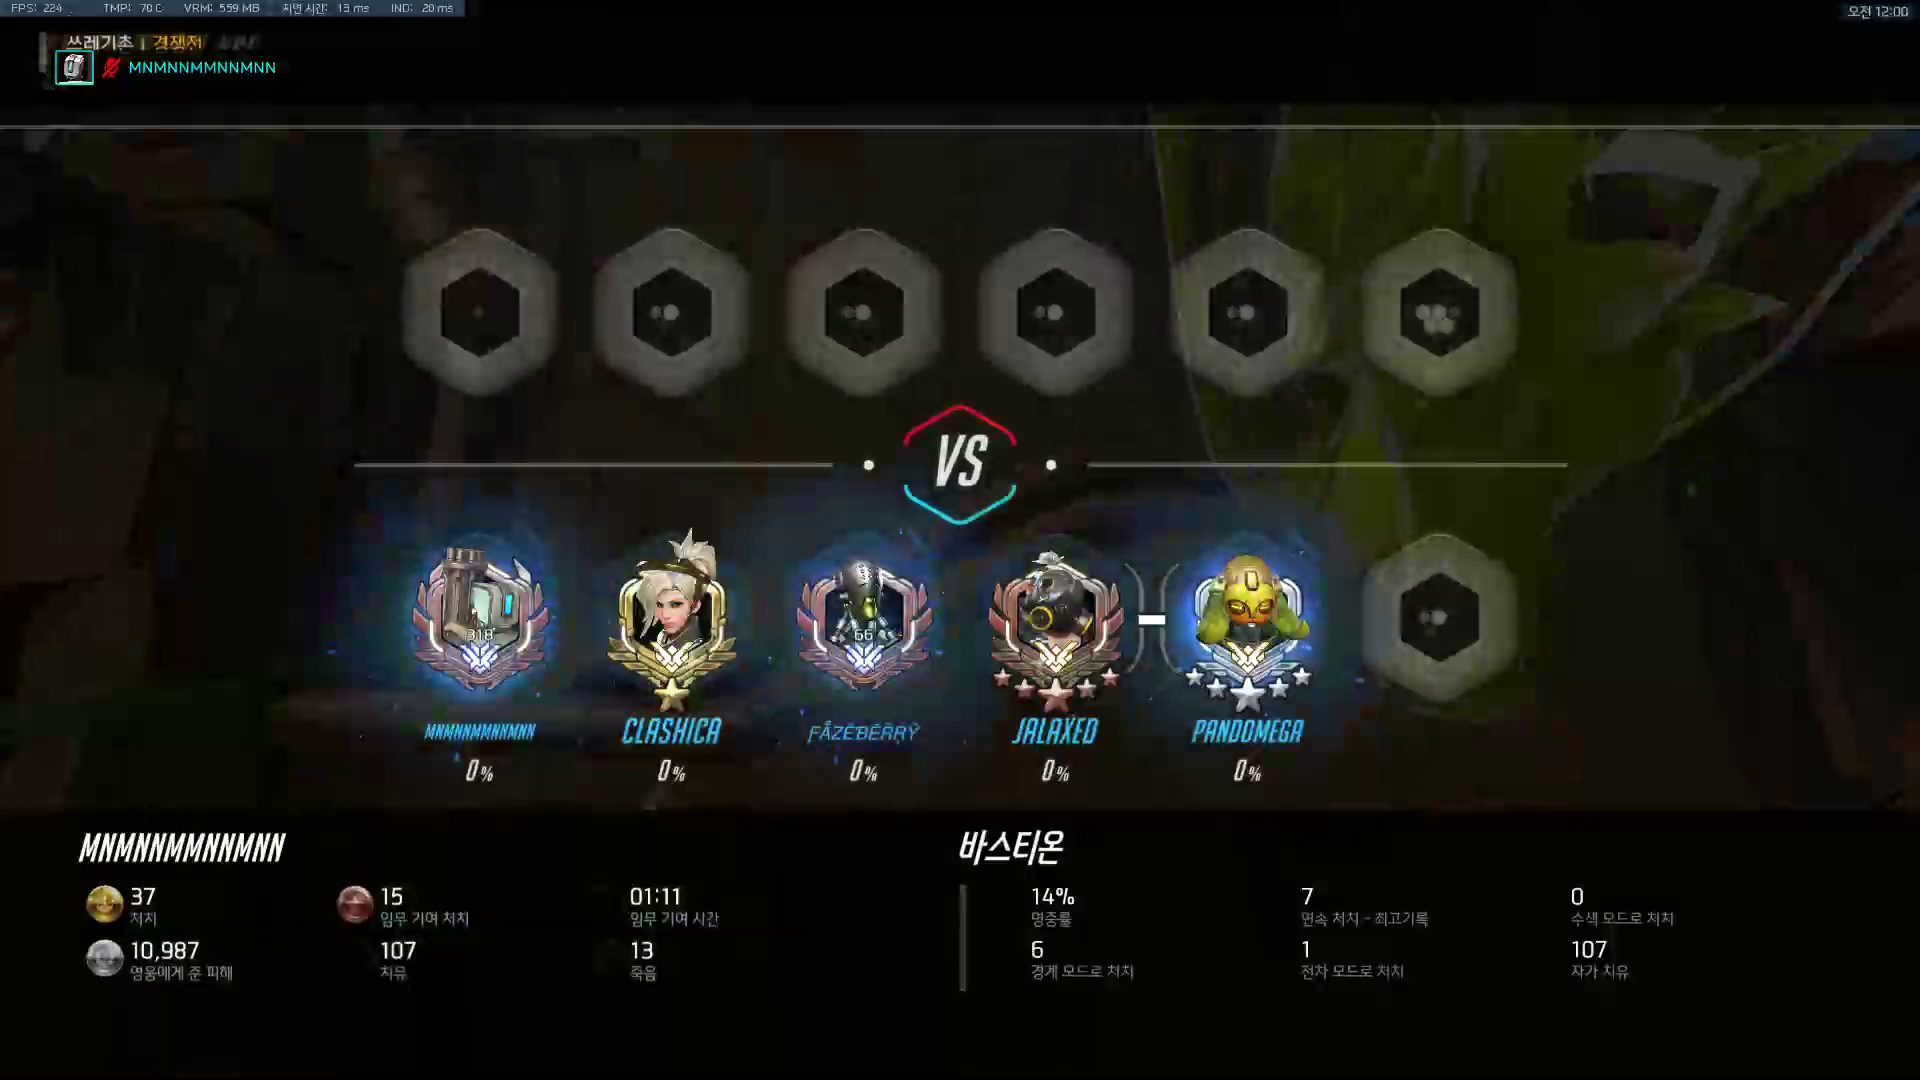 FPS: 224 TMP: 70 C VRM: 559 MB 지연 시간: 13 ms IND: 20 ms
오전 12:00
쓰레기촌 | 경쟁전
MNMNNMMNNMNN
VS
318
66
MNMNNMMNNMNN CLASHICA FÄZEBERRY JALAXED PANDOMEGA
0% 0% 0% 0% 0%
MNMNNMMNNMNN
바스티온
37 15 01:11
처치 임무 기여 처치 임무 기여 시간
10,987 107 13
영웅에게 준 피해 치유 죽음
14% 7 0
명중률 연속 처치 - 최고기록 수색 모드로 처치
6 1 107
경계 모드로 처치 전차 모드로 처치 자가 치유